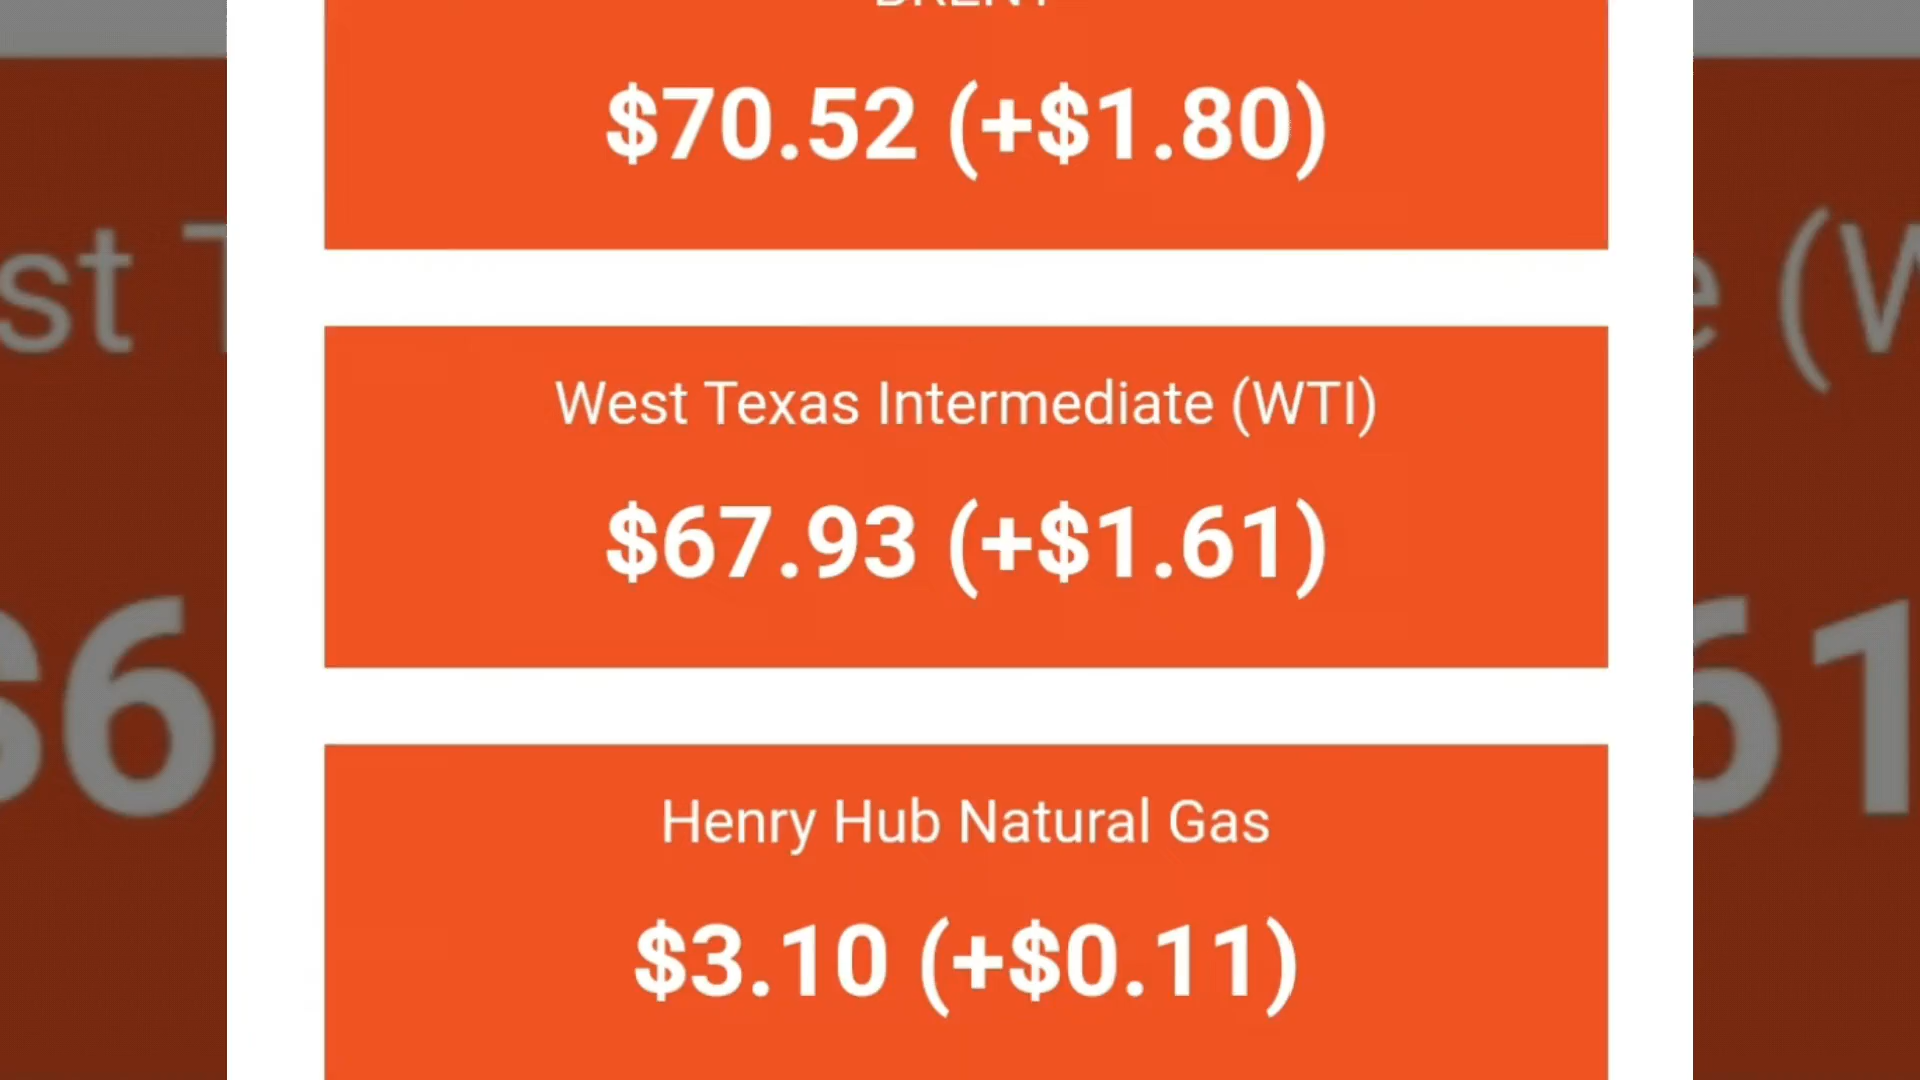 BRENT
$70.52 (+$1.80)
West Texas Intermediate (WTI)
$67.93 (+$1.61)
Henry Hub Natural Gas
$3.10 (+$0.11)